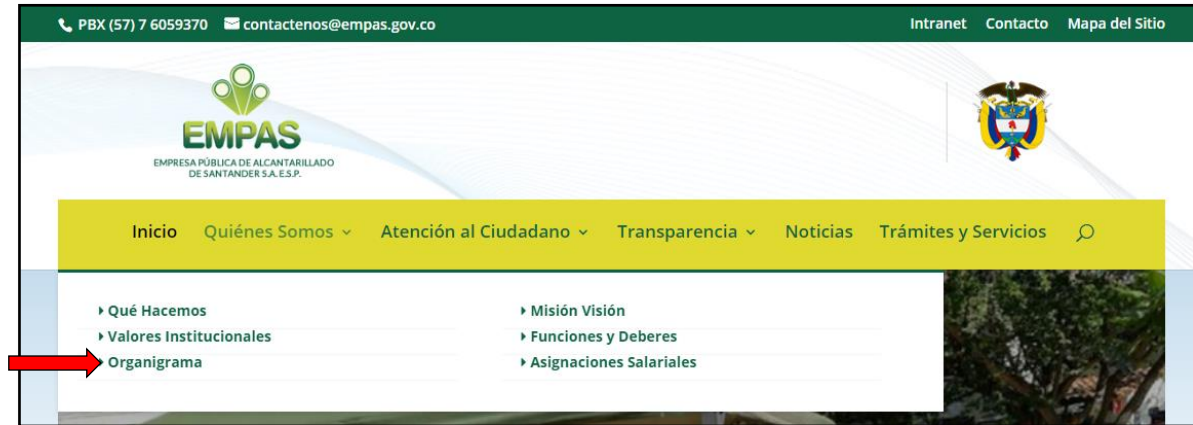 PBX (57) 7 6059370 contactenos@empas.gov.co Intranet Contacto Mapa del Sitio
EMPAS
EMPRESA PÚBLICA DE ALCANTARILLADO
DE SANTANDER S.A. E.S.P.
Inicio Quiénes Somos Atención al Ciudadano Transparencia Noticias Trámites y Servicios
Qué Hacemos Misión Visión
Valores Institucionales Funciones y Deberes
Organigrama Asignaciones Salariales